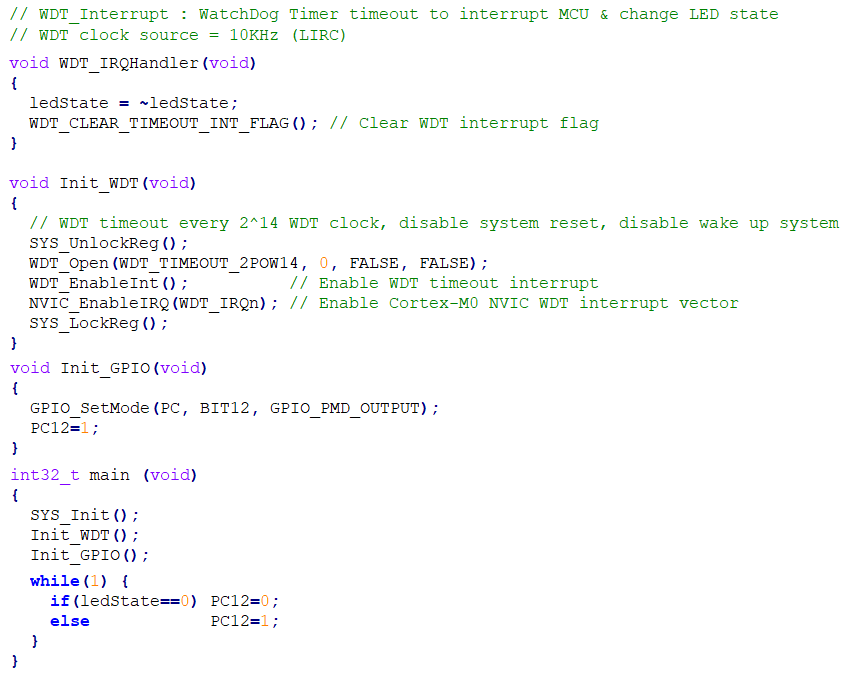 // WDT_Interrupt : WatchDog Timer timeout to interrupt MCU & change LED state
// WDT clock source = 10KHz (LIRC)
void WDT_IRQHandler(void)
{
  ledState = ~ledState;
  WDT_CLEAR_TIMEOUT_INT_FLAG(); // Clear WDT interrupt flag
}

void Init_WDT(void)
{
  // WDT timeout every 2^14 WDT clock, disable system reset, disable wake up system
  SYS_UnlockReg();
  WDT_Open(WDT_TIMEOUT_2POW14, 0, FALSE, FALSE);
  WDT_EnableInt();          // Enable WDT timeout interrupt
  NVIC_EnableIRQ(WDT_IRQn); // Enable Cortex-M0 NVIC WDT interrupt vector
  SYS_LockReg();
}
void Init_GPIO(void)
{
  GPIO_SetMode(PC, BIT12, GPIO_PMD_OUTPUT);
  PC12=1;
}
int32_t main (void)
{
  SYS_Init();
  Init_WDT();
  Init_GPIO();
  while(1) {
    if(ledState==0) PC12=0;
    else            PC12=1;
  }
}